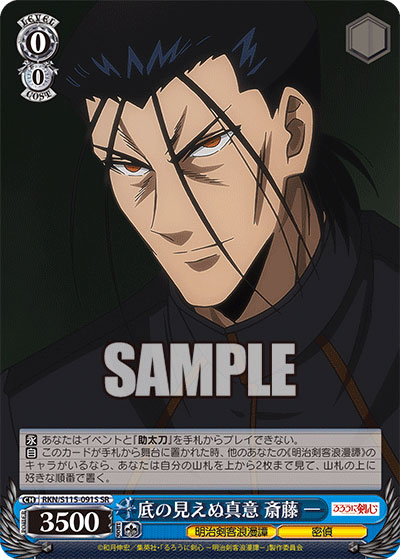 LEVEL
0
0
COST
SAMPLE
永 あなたはイベントと『助太刀』を手札からプレイできない。
自 このカードが手札から舞台に置かれた時、他のあなたの《明治剣客浪漫譚》
のキャラがいるなら、あなたは自分の山札を上から2枚まで見て、山札の上に
好きな順番で置く。
CH RKN/S115-091S SR
底の見えぬ真意 斎藤 一
るろうに剣心
3500
明治剣客浪漫譚
密偵
©和月伸宏/集英社・「るろうに剣心 −明治剣客浪漫譚−」製作委員会